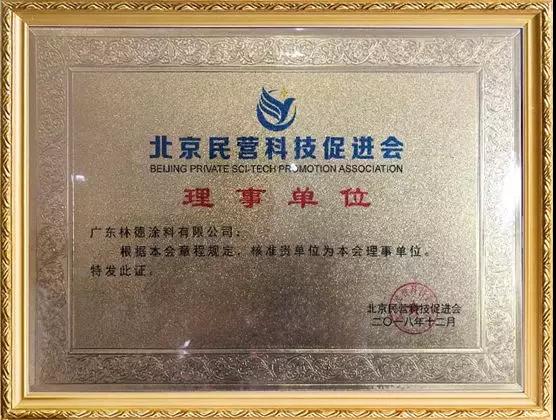 北京民营科技促进会
BEIJING PRIVATE SCI-TECH PROMOTION ASSOCIATION
理事单位
广东林德涂料有限公司：
根据本会章程规定，核准贵单位为本会理事单位。
特发此证。
北京民营科技促进会
二〇一八年十二月